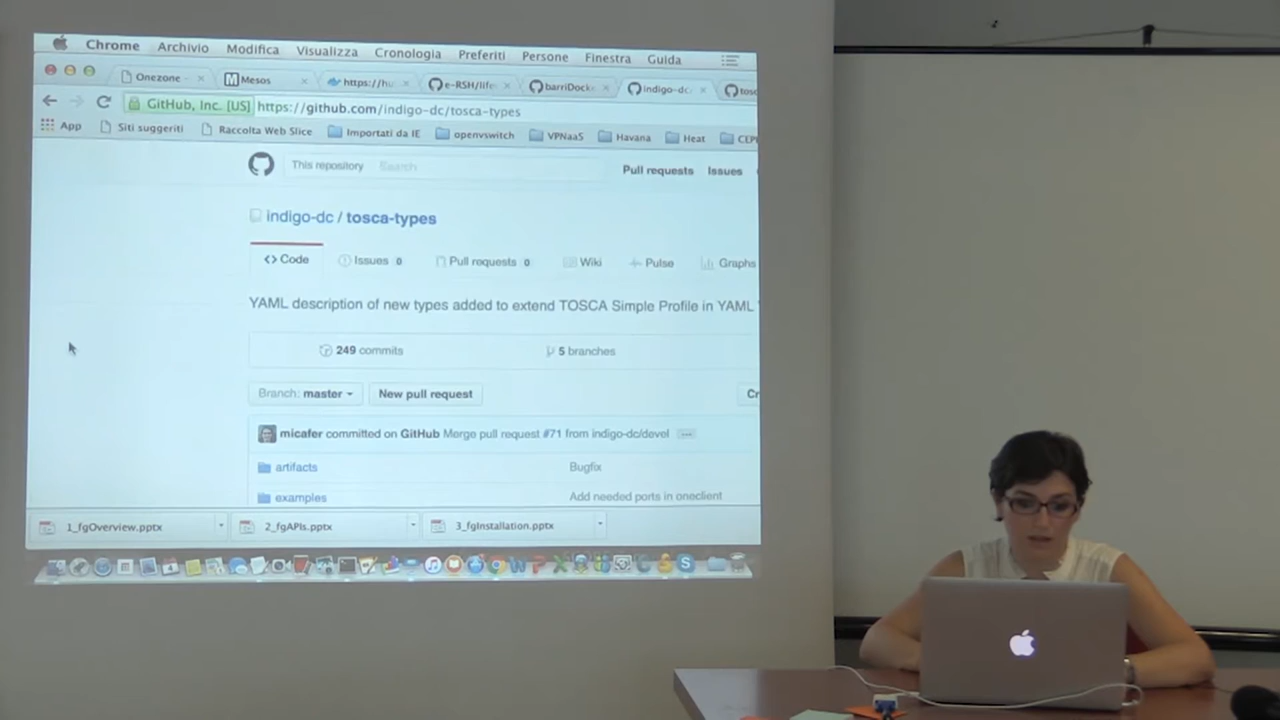 Chrome Archivio Modifica Visualizza Cronologia Preferiti Persone Finestra Guida
Onezone Mesos https://hu e-RSH/life barriDocke indigo-dc/ tosc
GitHub, Inc. [US] https://github.com/indigo-dc/tosca-types
App Siti suggeriti Raccolta Web Slice Importati da IE openvswitch VPNaaS Havana Heat
This repository Search Pull requests Issues
indigo-dc / tosca-types
Code Issues 0 Pull requests 0 Wiki Pulse Graphs
YAML description of new types added to extend TOSCA Simple Profile in YAML
249 commits 5 branches
Branch: master New pull request Cr
micafer committed on GitHub Merge pull request #71 from indigo-dc/devel
artifacts Bugfix
examples Add needed ports in oneclient
1_fgOverview.pptx 2_fgAPIs.pptx 3_fgInstallation.pptx